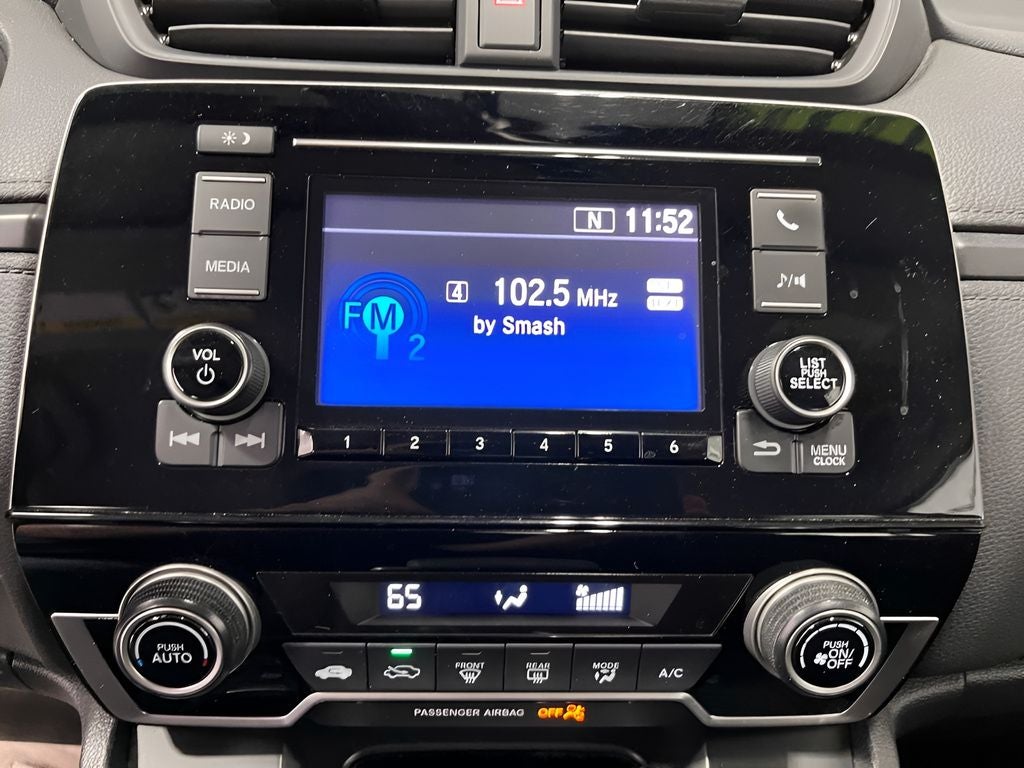 RADIO
MEDIA
VOL
N 11:52
4 102.5 MHz
by Smash
FM
2
LIST
PUSH
SELECT
MENU
CLOCK
1 2 3 4 5 6
PUSH
AUTO
65
FRONT
REAR
MODE
A/C
PUSH
ON/
OFF
PASSENGER AIRBAG OFF